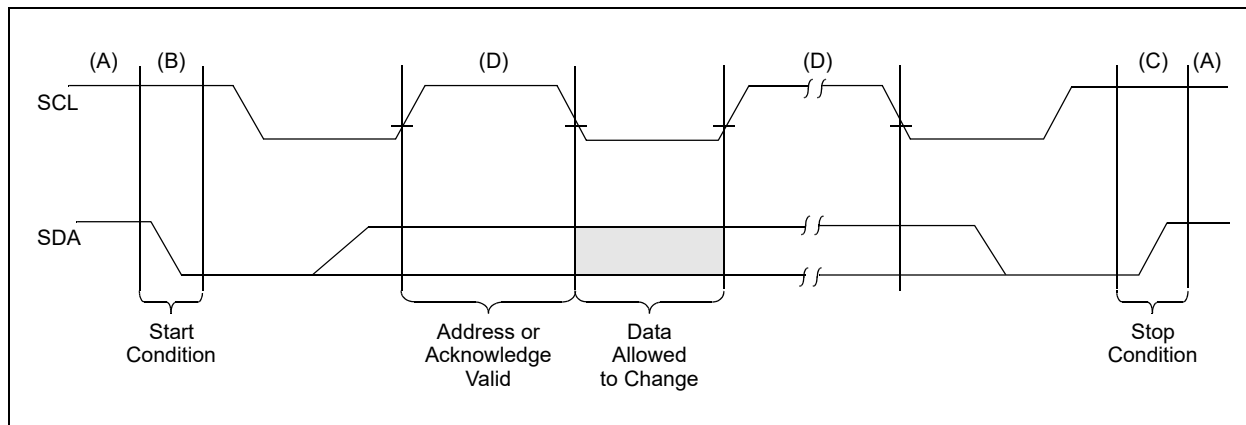 (A) (B) (D) (D) (C) (A)
SCL
SDA
Start
Condition
Address or
Acknowledge
Valid
Data
Allowed
to Change
Stop
Condition